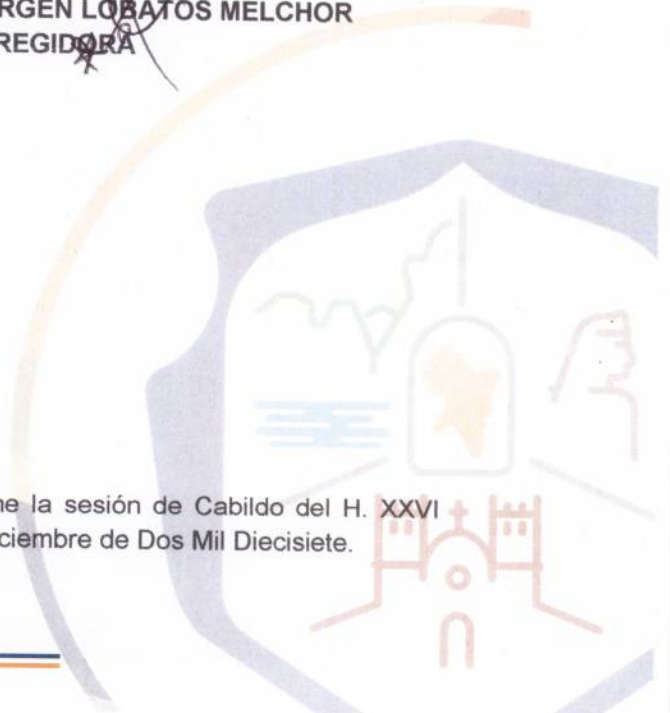 RGEN LOBATOS MELCHOR
REGIDORA
ne la sesión de Cabildo del H. XXVI
ciembre de Dos Mil Diecisiete.